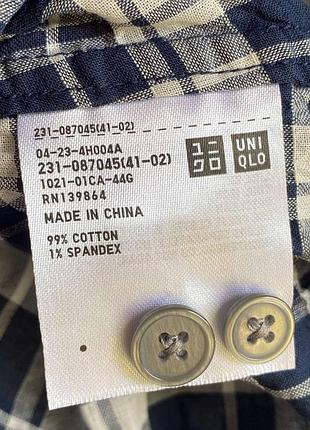 231-087045(41-02)
04-23-4H004A
231-087045(41-02)
1021-01CA-44G
RN139864
MADE IN CHINA
99% COTTON
1% SPANDEX
ユニ
クロ
UNI
QLO